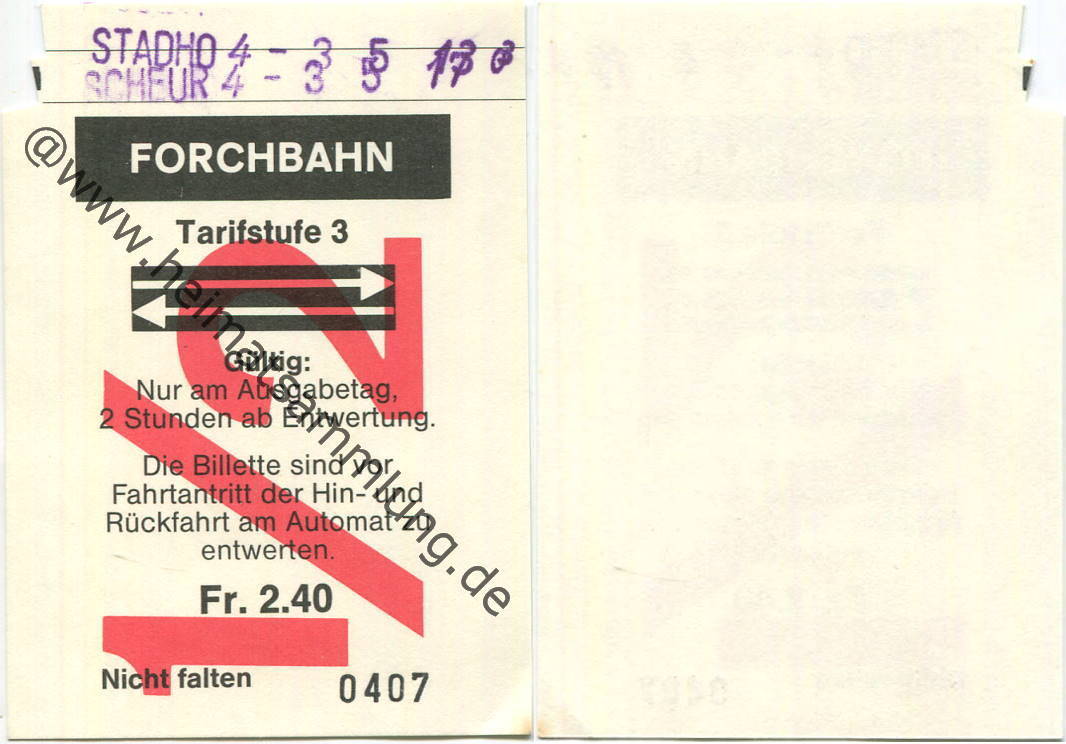 STADHO 4 - 3 5
SCHEUR 4 - 3 5
FORCHBAHN
Tarifstufe 3
Gültig:
Nur am Ausgabetag,
2 Stunden ab Entwertung.
Die Billette sind vor
Fahrtantritt der Hin- und
Rückfahrt am Automat zu
entwerten.
Fr. 2.40
1/2
Nicht falten
0407
@www.heimatsammlung.de